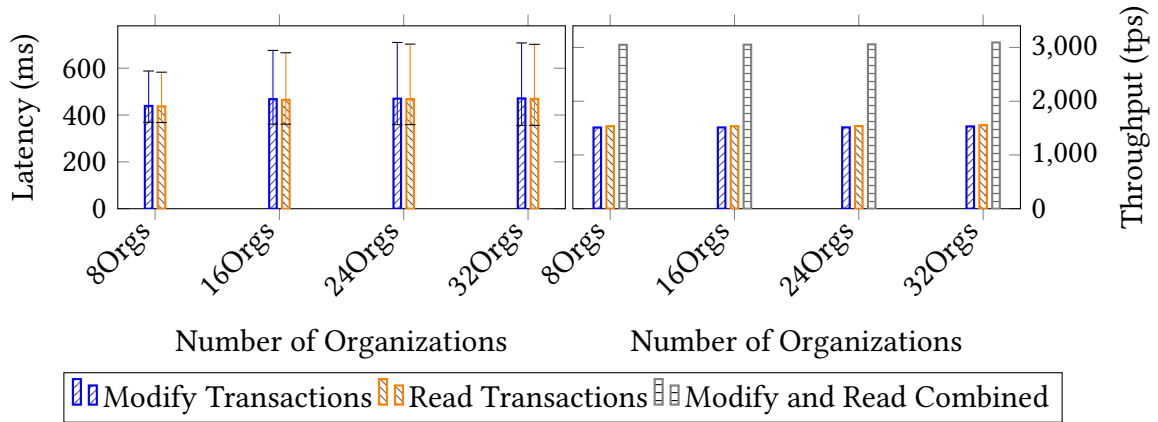 Latency (ms)
600
400
200
0
8Orgs
16Orgs
24Orgs
32Orgs
Number of Organizations
8Orgs
16Orgs
24Orgs
32Orgs
Number of Organizations
3,000
2,000
1,000
0
Throughput (tps)
Modify Transactions Read Transactions Modify and Read Combined